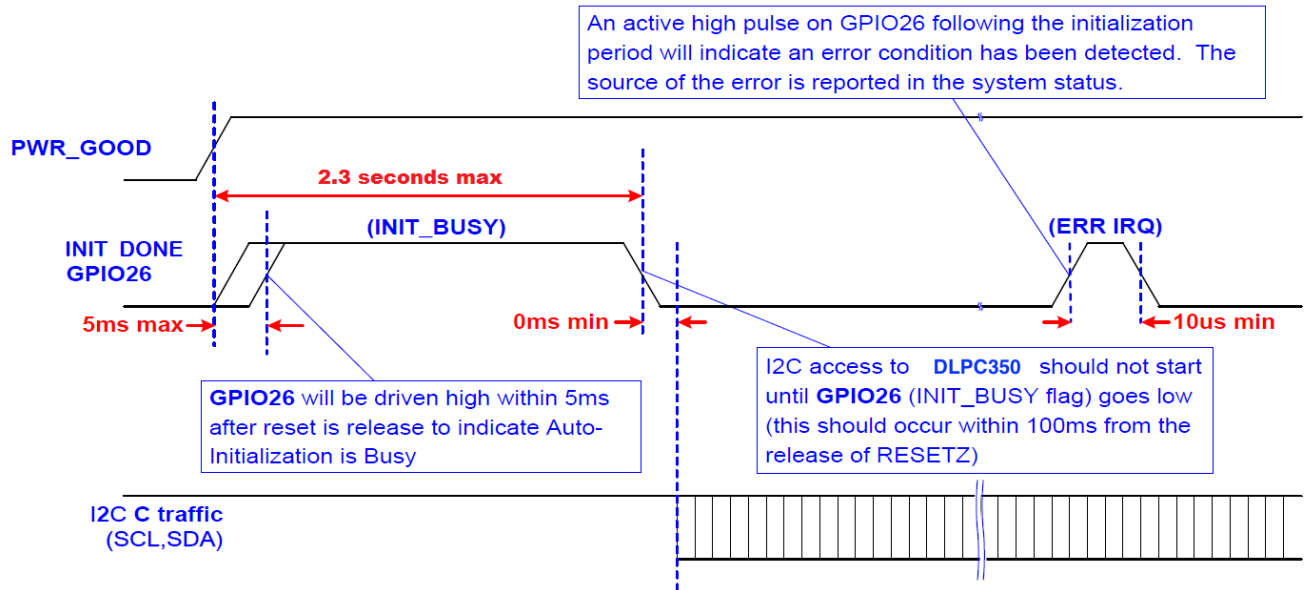 An active high pulse on GPIO26 following the initialization
period will indicate an error condition has been detected. The
source of the error is reported in the system status.
PWR_GOOD
2.3 seconds max
(INIT_BUSY)
(ERR IRQ)
INIT DONE
GPIO26
5ms max
0ms min
10us min
GPIO26 will be driven high within 5ms
after reset is release to indicate Auto-
Initialization is Busy
I2C access to DLPC350 should not start
until GPIO26 (INIT_BUSY flag) goes low
(this should occur within 100ms from the
release of RESETZ)
I2C C traffic
(SCL,SDA)